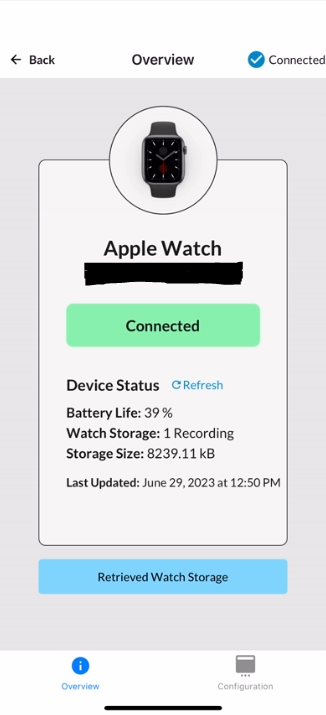 Back Overview Connected
Apple Watch
Connected
Device Status Refresh
Battery Life: 39 %
Watch Storage: 1 Recording
Storage Size: 8239.11 kB
Last Updated: June 29, 2023 at 12:50 PM
Retrieved Watch Storage
Overview Configuration